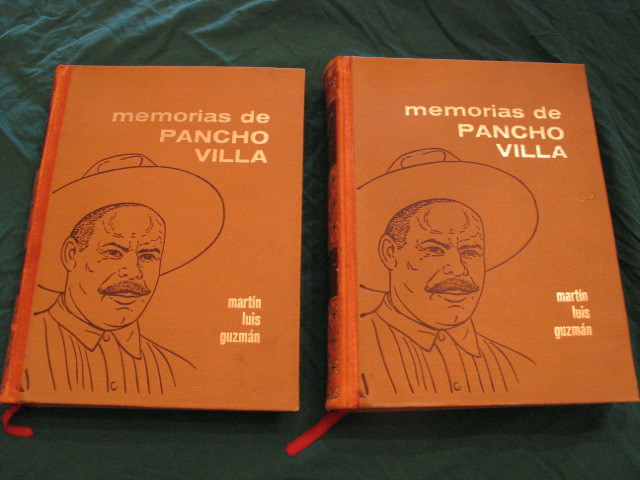 memorias de
PANCHO
VILLA
martín
luis
guzmán
memorias de
PANCHO
VILLA
martín
luis
guzmán